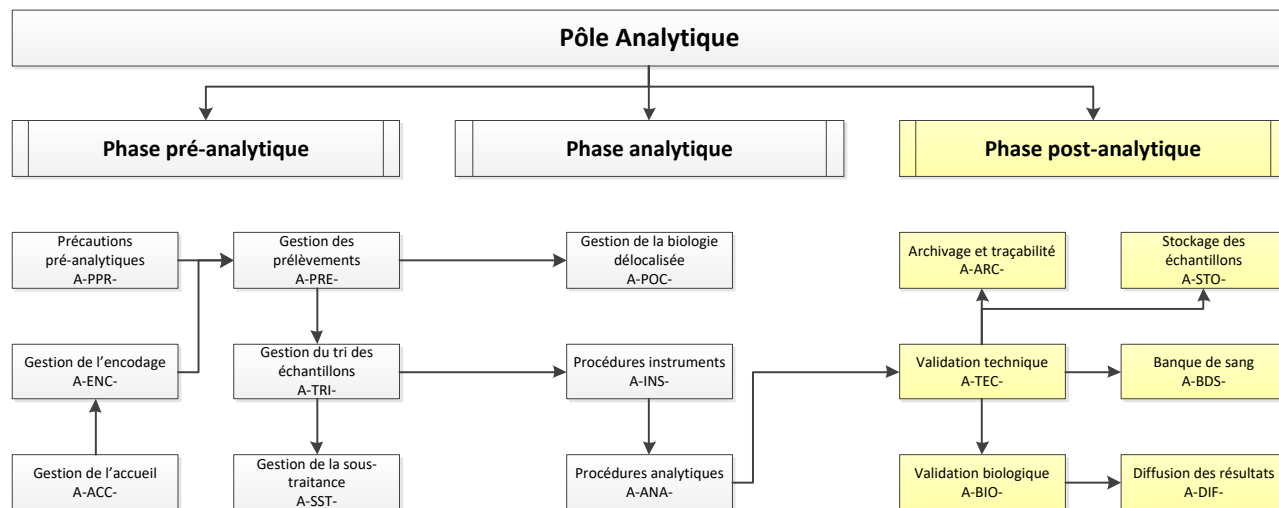 Pôle Analytique
Phase pré-analytique
Phase analytique
Phase post-analytique
Précautions
pré-analytiques
A-PPR-
Gestion des
prélèvements
A-PRE-
Gestion de la biologie
délocalisée
A-POC-
Archivage et traçabilité
A-ARC-
Stockage des
échantillons
A-STO-
Gestion de l’encodage
A-ENC-
Gestion du tri des
échantillons
A-TRI-
Procédures instruments
A-INS-
Validation technique
A-TEC-
Banque de sang
A-BDS-
Gestion de l’accueil
A-ACC-
Gestion de la sous-
traitance
A-SST-
Procédures analytiques
A-ANA-
Validation biologique
A-BIO-
Diffusion des résultats
A-DIF-